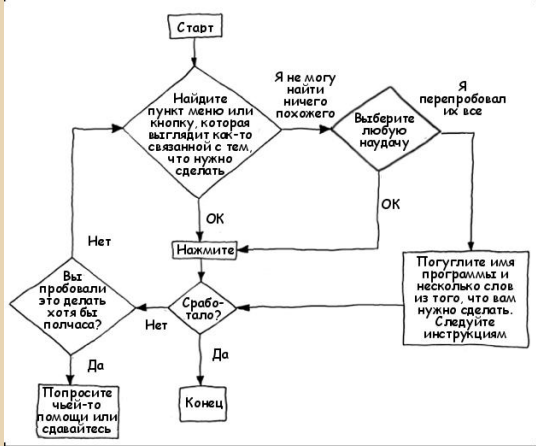 Старт
Найдите
пункт меню или
кнопку, которая
выглядит как-то
связанной с тем,
что нужно
сделать
Я не могу
найти
ничего
похожего
Выберите
любую
наудачу
Я
перепробовал
их все
ОК
ОК
Нажмите
Погуглите имя
программы и
несколько слов
из того, что вам
нужно сделать.
Следуйте
инструкциям
Срабо-
тало?
Нет
Да
Конец
Вы
пробовали
это делать
хотя бы
полчаса?
Нет
Да
Попросите
чьей-то
помощи или
сдавайтесь